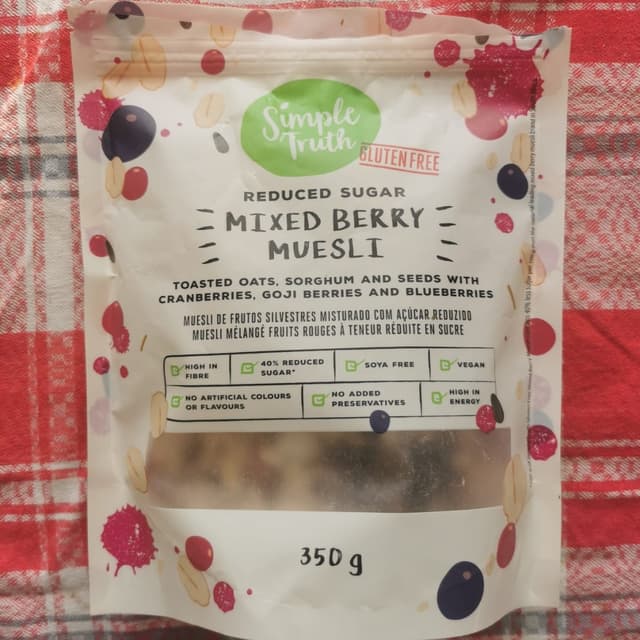 Simple
Truth
GLUTEN FREE
REDUCED SUGAR
MIXED BERRY
MUESLI
TOASTED OATS, SORGHUM AND SEEDS WITH
CRANBERRIES, GOJI BERRIES AND BLUEBERRIES
MUESLI DE FRUTOS SILVESTRES MISTURADO COM AÇÚCAR REDUZIDO
MUESLI MÉLANGÉ FRUITS ROUGES À TENEUR RÉDUITE EN SUCRE
HIGH IN
FIBRE
40% REDUCED
SUGAR*
SOYA FREE
VEGAN
NO ARTIFICIAL COLOURS
OR FLAVOURS
NO ADDED
PRESERVATIVES
HIGH IN
ENERGY
350 g